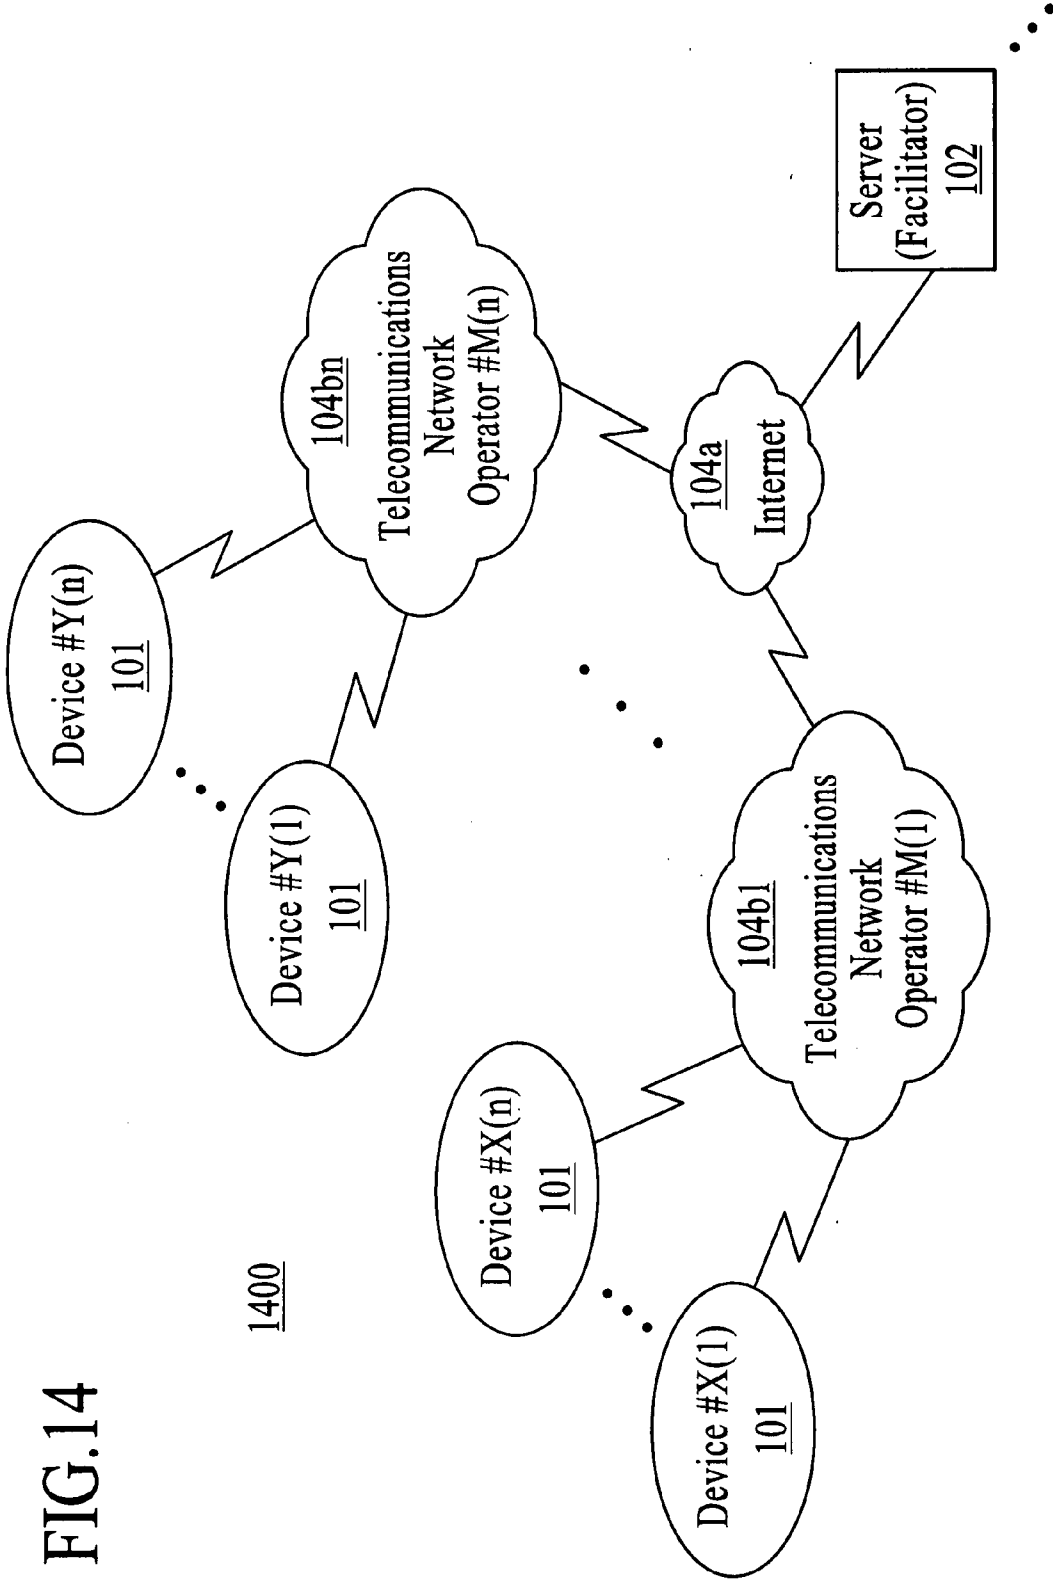 FIG.14
1400
Device #Y(n)
101
Device #Y(1)
101
104bn
Telecommunications
Network
Operator #M(n)
Device #X(n)
101
Device #X(1)
101
104b1
Telecommunications
Network
Operator #M(1)
104a
Internet
Server
(Facilitator)
102